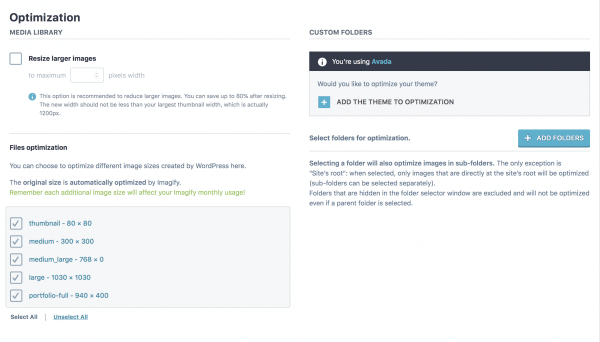 Optimization
MEDIA LIBRARY
Resize larger images
to maximum pixels width
This option is recommended to reduce larger images. You can save up to 80% after resizing.
The new width should not be less than your largest thumbnail width, which is actually
1200px.
Files optimization
You can choose to optimize different image sizes created by WordPress here.
The original size is automatically optimized by Imagify.
Remember each additional image size will affect your Imagify monthly usage!
thumbnail - 80 × 80
medium - 300 × 300
medium_large - 768 × 0
large - 1030 × 1030
portfolio-full - 940 × 400
Select All | Unselect All
CUSTOM FOLDERS
You're using Avada
Would you like to optimize your theme?
+ ADD THE THEME TO OPTIMIZATION
Select folders for optimization.
+ ADD FOLDERS
Selecting a folder will also optimize images in sub-folders. The only exception is
"Site's root": when selected, only images that are directly at the site's root will be optimized
(sub-folders can be selected separately).
Folders that are hidden in the folder selector window are excluded and will not be optimized
even if a parent folder is selected.